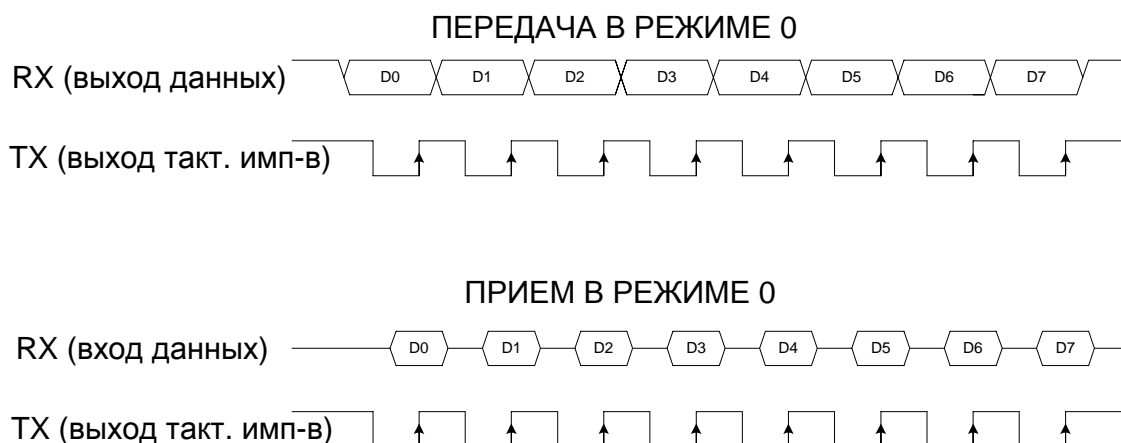 ПЕРЕДАЧА В РЕЖИМЕ 0
RX (выход данных) D0 D1 D2 D3 D4 D5 D6 D7
TX (выход такт. имп-в)
ПРИЕМ В РЕЖИМЕ 0
RX (вход данных) D0 D1 D2 D3 D4 D5 D6 D7
TX (выход такт. имп-в)